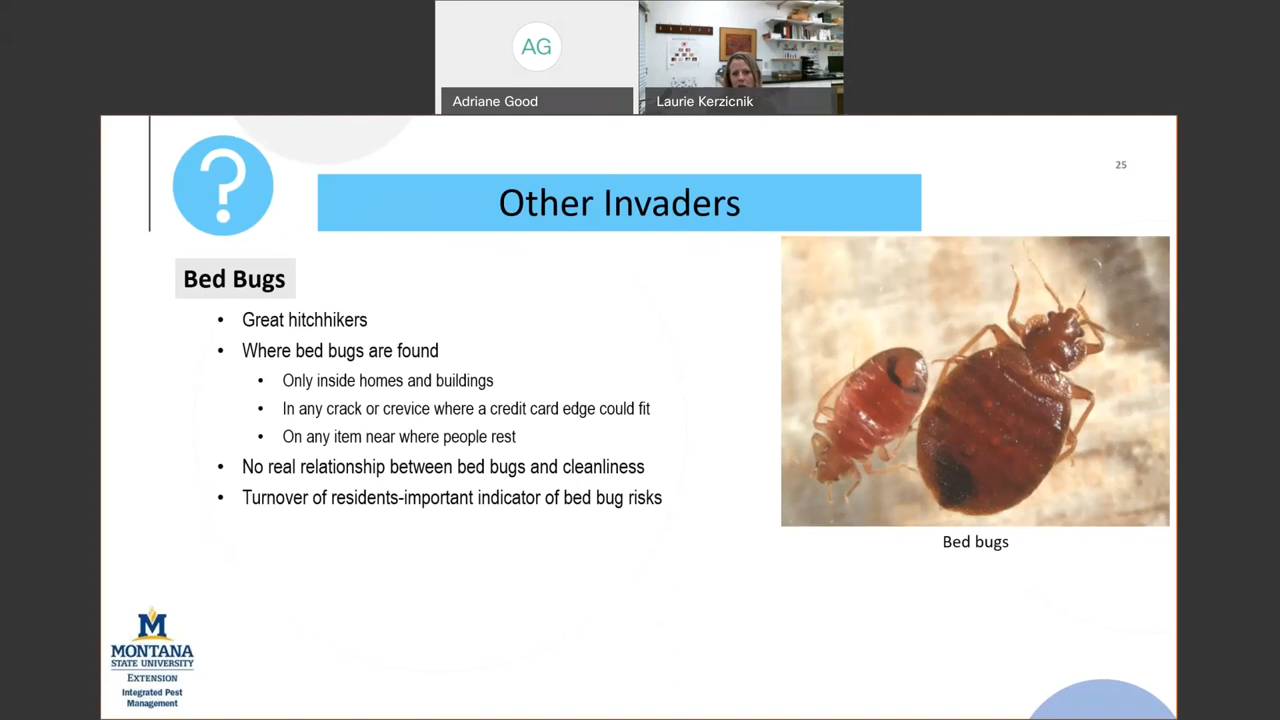 AG
Adriane Good
Laurie Kerzicnik
25
?
Other Invaders
Bed Bugs
• Great hitchhikers
• Where bed bugs are found
• Only inside homes and buildings
• In any crack or crevice where a credit card edge could fit
• On any item near where people rest
• No real relationship between bed bugs and cleanliness
• Turnover of residents-important indicator of bed bug risks
Bed bugs
M
MONTANA
STATE UNIVERSITY
EXTENSION
Integrated Pest
Management